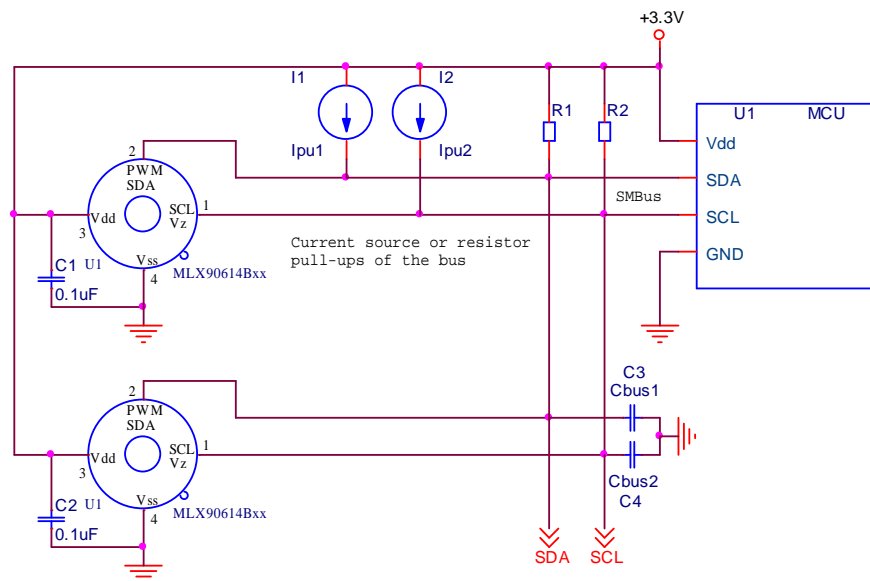 +3.3V
I1
I2
R1
R2
U1
MCU
Ipu1
Ipu2
Vdd
SDA
SCL
GND
SMBus
2
PWM
SDA
SCL
Vz
1
Vdd
3
Vss
4
C1
U1
MLX90614Bxx
0.1uF
Current source or resistor
pull-ups of the bus
C3
Cbus1
2
PWM
SDA
SCL
Vz
1
Vdd
3
Vss
4
C2
U1
MLX90614Bxx
0.1uF
Cbus2
C4
SDA
SCL